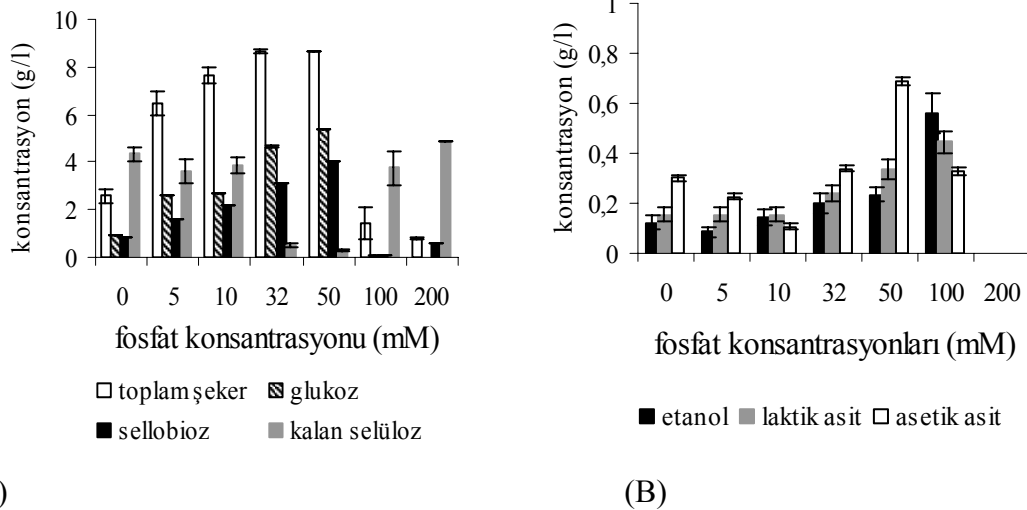 10
8
6
4
2
0
konsantrasyon (g/l)
0 5 10 32 50 100 200
fosfat konsantrasyonu (mM)
toplam şeker glukoz
sellobioz kalan selüloz
)
1
0,8
0,6
0,4
0,2
0
konsantrasyon (g/l)
0 5 10 32 50 100 200
fosfat konsantrasyonları (mM)
etanol laktik asit asetik asit
(B)